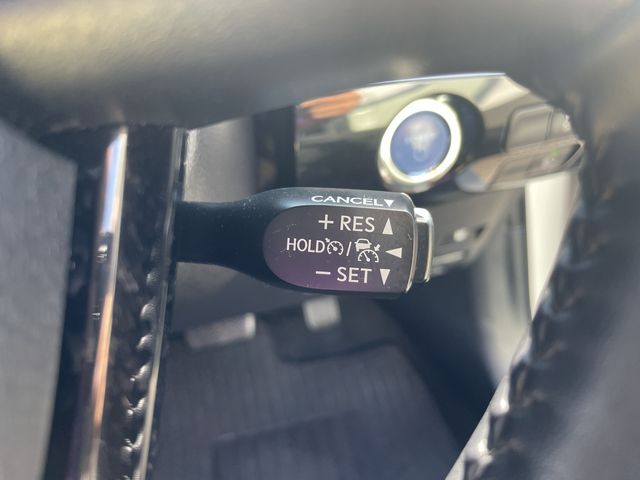 CANCEL▼
+ RES ▲
HOLD / ◀
− SET ▼